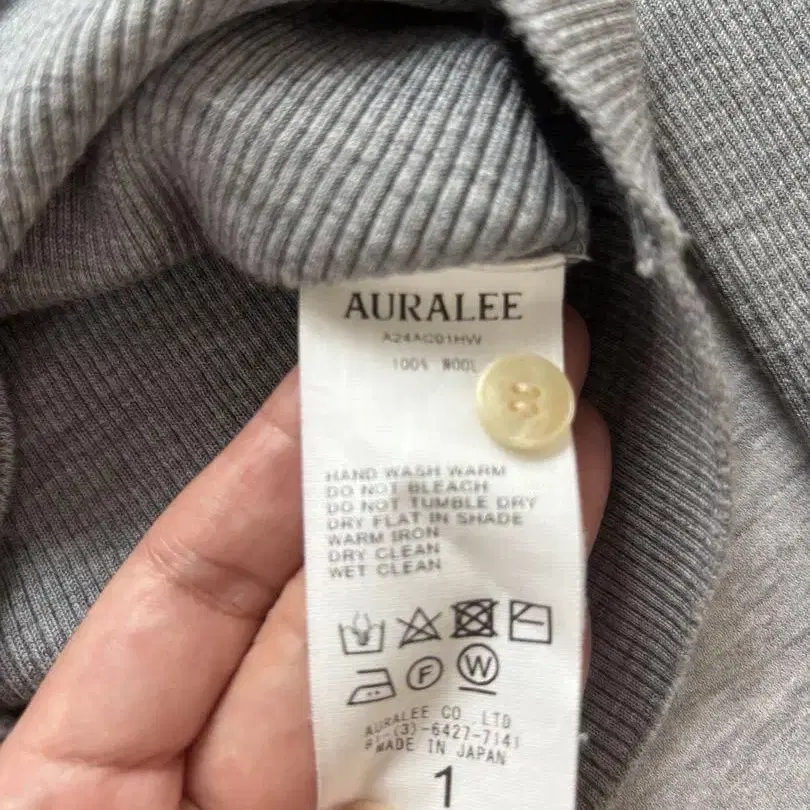 AURALEE
A24AC01HW
100% WOOL
HAND WASH WARM
DO NOT BLEACH
DO NOT TUMBLE DRY
DRY FLAT IN SHADE
WARM IRON
DRY CLEAN
WET CLEAN
F W
AURALEE CO.,LTD
81-(3)-6427-7141
MADE IN JAPAN
1